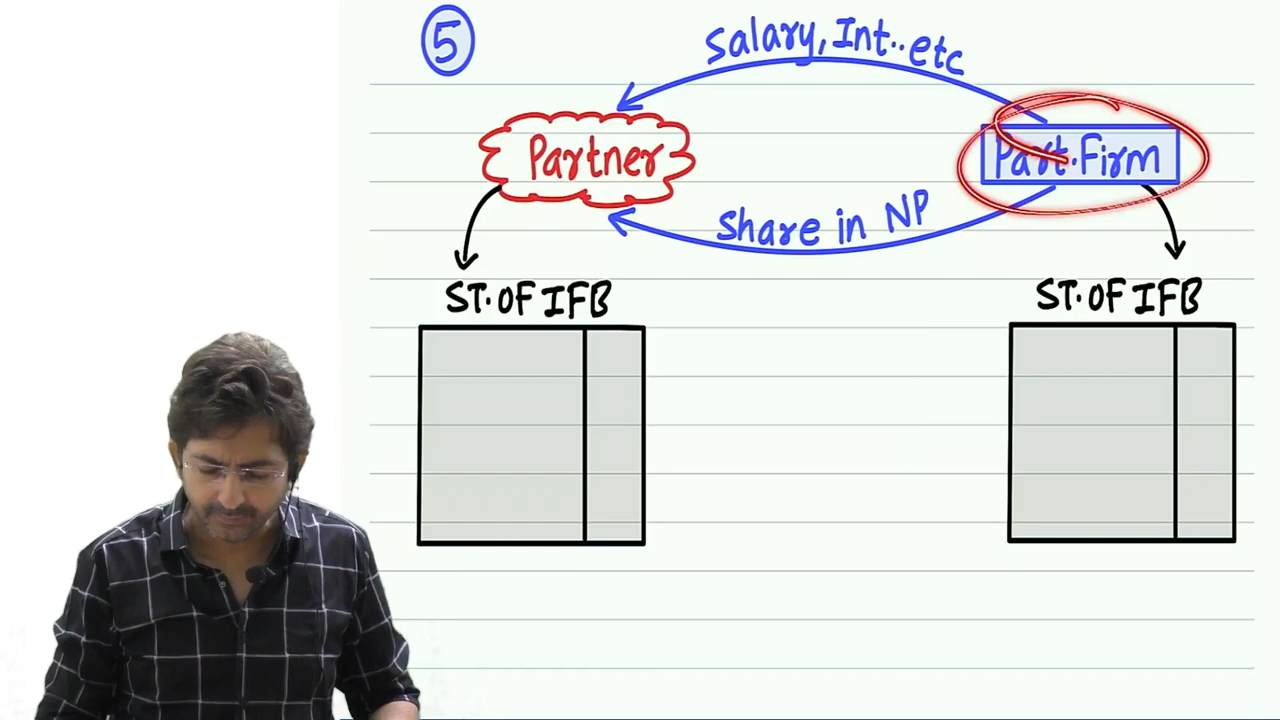 5
Salary, Int..etc
Partner
Part.Firm
Share in NP
ST. OF IFB
ST. OF IFB